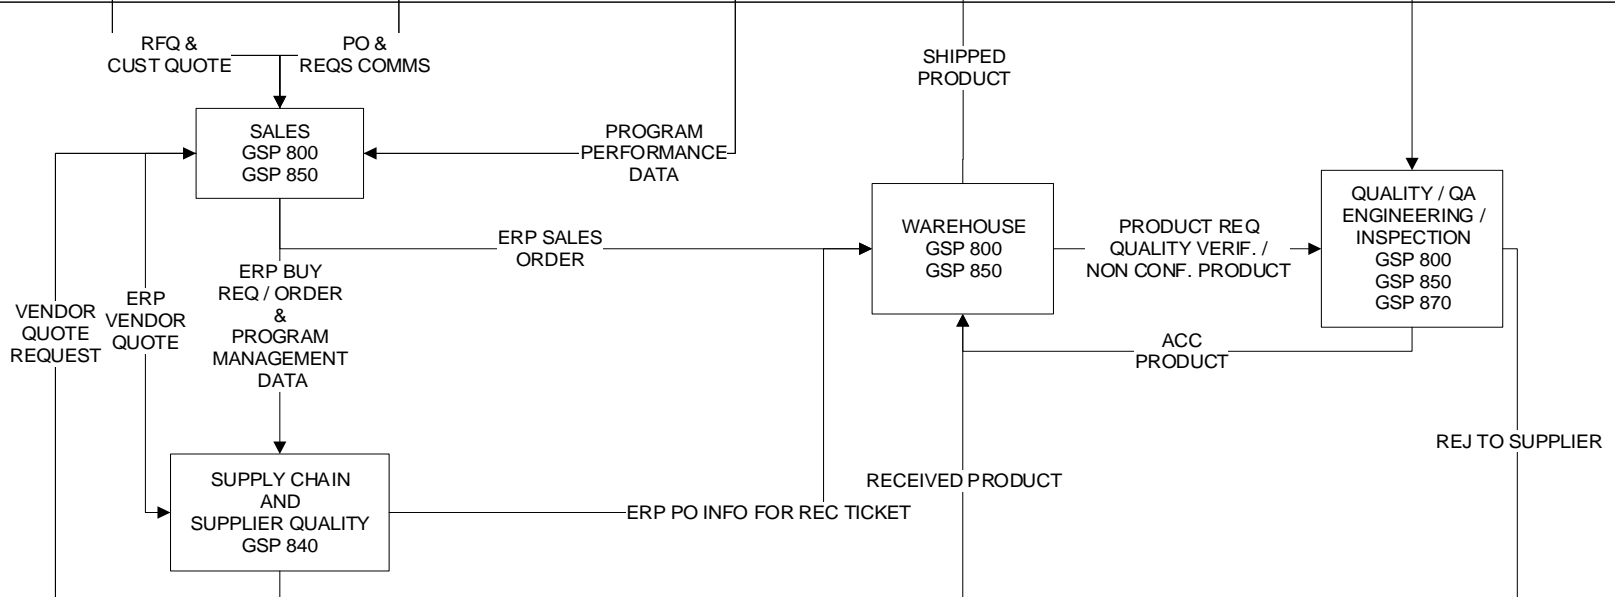 RFQ &
CUST QUOTE
PO &
REQS COMMS
SHIPPED
PRODUCT
SALES
GSP 800
GSP 850
PROGRAM
PERFORMANCE
DATA
WAREHOUSE
GSP 800
GSP 850
PRODUCT REQ
QUALITY VERIF. /
NON CONF. PRODUCT
QUALITY / QA
ENGINEERING /
INSPECTION
GSP 800
GSP 850
GSP 870
ERP SALES
ORDER
ERP BUY
REQ / ORDER
&
PROGRAM
MANAGEMENT
DATA
VENDOR
QUOTE
REQUEST
ERP
VENDOR
QUOTE
ACC
PRODUCT
REJ TO SUPPLIER
SUPPLY CHAIN
AND
SUPPLIER QUALITY
GSP 840
RECEIVED PRODUCT
ERP PO INFO FOR REC TICKET